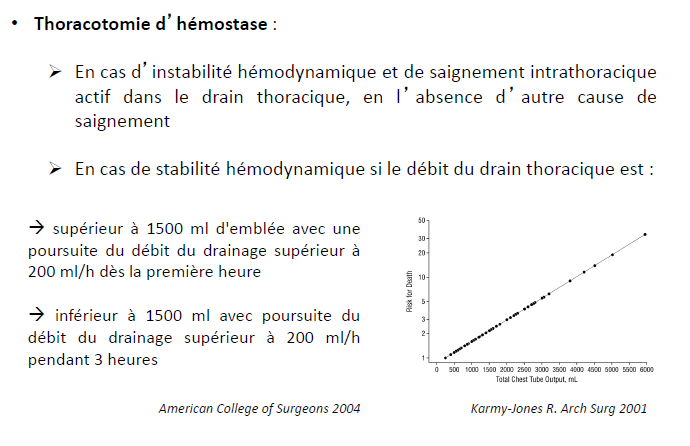 • Thoracotomie d’hémostase :
➢ En cas d’instabilité hémodynamique et de saignement intrathoracique
actif dans le drain thoracique, en l’absence d’autre cause de
saignement
➢ En cas de stabilité hémodynamique si le débit du drain thoracique est :
→ supérieur à 1500 ml d'emblée avec une
poursuite du débit du drainage supérieur à
200 ml/h dès la première heure
→ inférieur à 1500 ml avec poursuite du
débit du drainage supérieur à 200 ml/h
pendant 3 heures
American College of Surgeons 2004
Risk for Death
50
30
20
10
5
3
2
1
0 500 1000 1500 2000 2500 3000 3500 4000 4500 5000 5500 6000
Total Chest Tube Output, mL
Karmy-Jones R. Arch Surg 2001